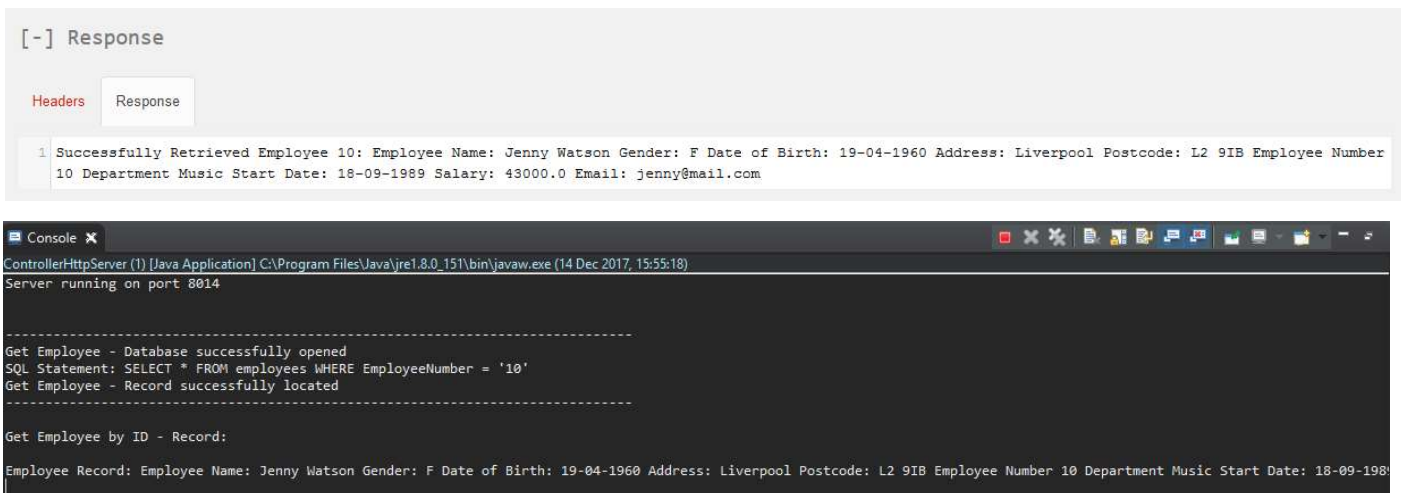 [-] Response
Headers Response
1 Successfully Retrieved Employee 10: Employee Name: Jenny Watson Gender: F Date of Birth: 19-04-1960 Address: Liverpool Postcode: L2 9IB Employee Number
10 Department Music Start Date: 18-09-1989 Salary: 43000.0 Email: jenny@mail.com
Console
ControllerHttpServer (1) [Java Application] C:\Program Files\Java\jre1.8.0_151\bin\javaw.exe (14 Dec 2017, 15:55:18)
Server running on port 8014
-------------------------------------------------------------------------------
Get Employee - Database successfully opened
SQL Statement: SELECT * FROM employees WHERE EmployeeNumber = '10'
Get Employee - Record successfully located
-------------------------------------------------------------------------------
Get Employee by ID - Record:
Employee Record: Employee Name: Jenny Watson Gender: F Date of Birth: 19-04-1960 Address: Liverpool Postcode: L2 9IB Employee Number 10 Department Music Start Date: 18-09-198